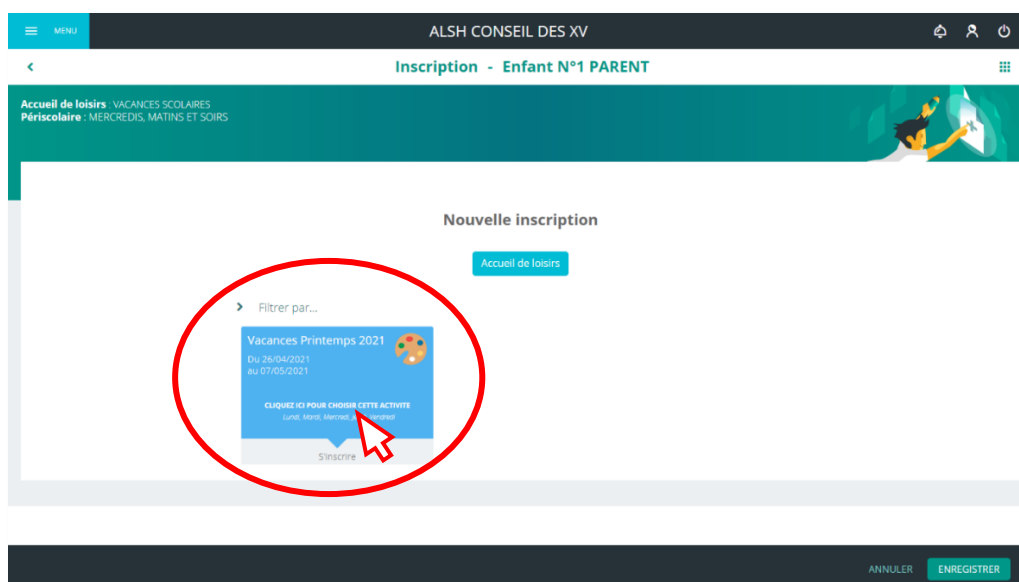 MENU
ALSH CONSEIL DES XV
Inscription - Enfant N°1 PARENT
Accueil de loisirs : VACANCES SCOLAIRES
Périscolaire : MERCREDIS, MATINS ET SOIRS
Nouvelle inscription
Accueil de loisirs
Filtrer par...
Vacances Printemps 2021
Du 26/04/2021
au 07/05/2021
CLIQUEZ ICI POUR CHOISIR CETTE ACTIVITE
Lundi, Mardi, Mercredi, Vendredi
S'inscrire
ANNULER
ENREGISTRER